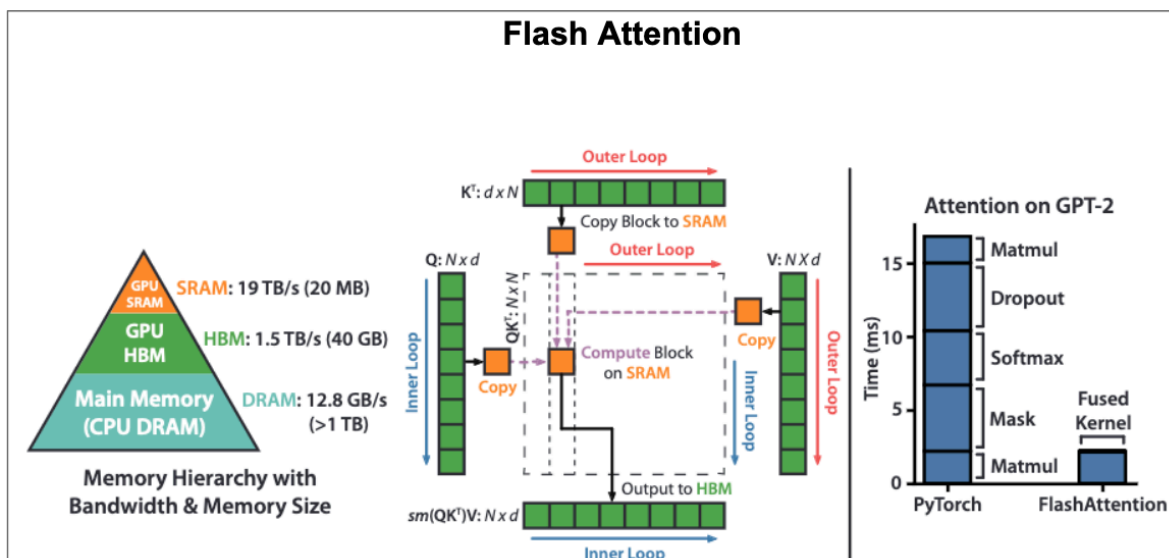 Flash Attention
GPU
SRAM
GPU
HBM
Main Memory
(CPU DRAM)
SRAM: 19 TB/s (20 MB)
HBM: 1.5 TB/s (40 GB)
DRAM: 12.8 GB/s
(>1 TB)
Memory Hierarchy with
Bandwidth & Memory Size
Outer Loop
Kᵀ: d x N
Copy Block to SRAM
Outer Loop
Q: N x d
V: N X d
QKᵀ: N x N
Inner Loop
Copy
Compute Block
on SRAM
Copy
Inner Loop
Outer Loop
Output to HBM
sm(QKᵀ)V: N x d
Inner Loop
Attention on GPT-2
Time (ms)
15
10
5
0
Matmul
Dropout
Softmax
Mask
Matmul
Fused
Kernel
PyTorch
FlashAttention